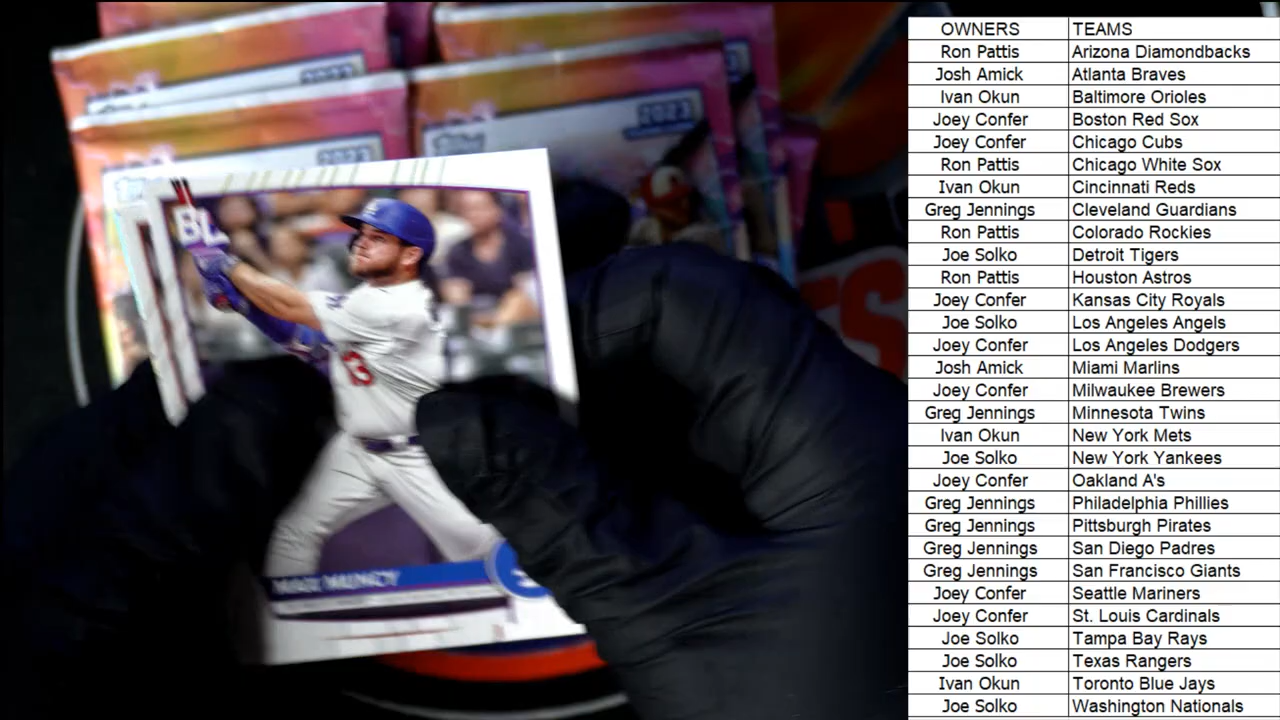 2023
2023
2023
BL
13
MAX MUNCY
OWNERS TEAMS
Ron Pattis Arizona Diamondbacks
Josh Amick Atlanta Braves
Ivan Okun Baltimore Orioles
Joey Confer Boston Red Sox
Joey Confer Chicago Cubs
Ron Pattis Chicago White Sox
Ivan Okun Cincinnati Reds
Greg Jennings Cleveland Guardians
Ron Pattis Colorado Rockies
Joe Solko Detroit Tigers
Ron Pattis Houston Astros
Joey Confer Kansas City Royals
Joe Solko Los Angeles Angels
Joey Confer Los Angeles Dodgers
Josh Amick Miami Marlins
Joey Confer Milwaukee Brewers
Greg Jennings Minnesota Twins
Ivan Okun New York Mets
Joe Solko New York Yankees
Joey Confer Oakland A's
Greg Jennings Philadelphia Phillies
Greg Jennings Pittsburgh Pirates
Greg Jennings San Diego Padres
Greg Jennings San Francisco Giants
Joey Confer Seattle Mariners
Joey Confer St. Louis Cardinals
Joe Solko Tampa Bay Rays
Joe Solko Texas Rangers
Ivan Okun Toronto Blue Jays
Joe Solko Washington Nationals